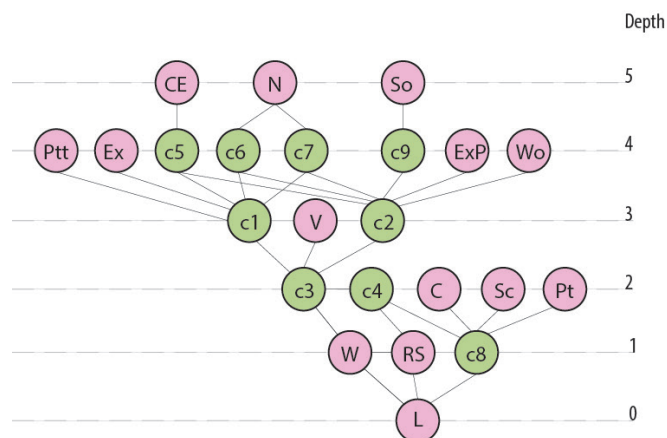 Depth
CE N So 5
Ptt Ex c5 c6 c7 c9 ExP Wo 4
c1 V c2 3
c3 c4 C Sc Pt 2
W RS c8 1
L 0